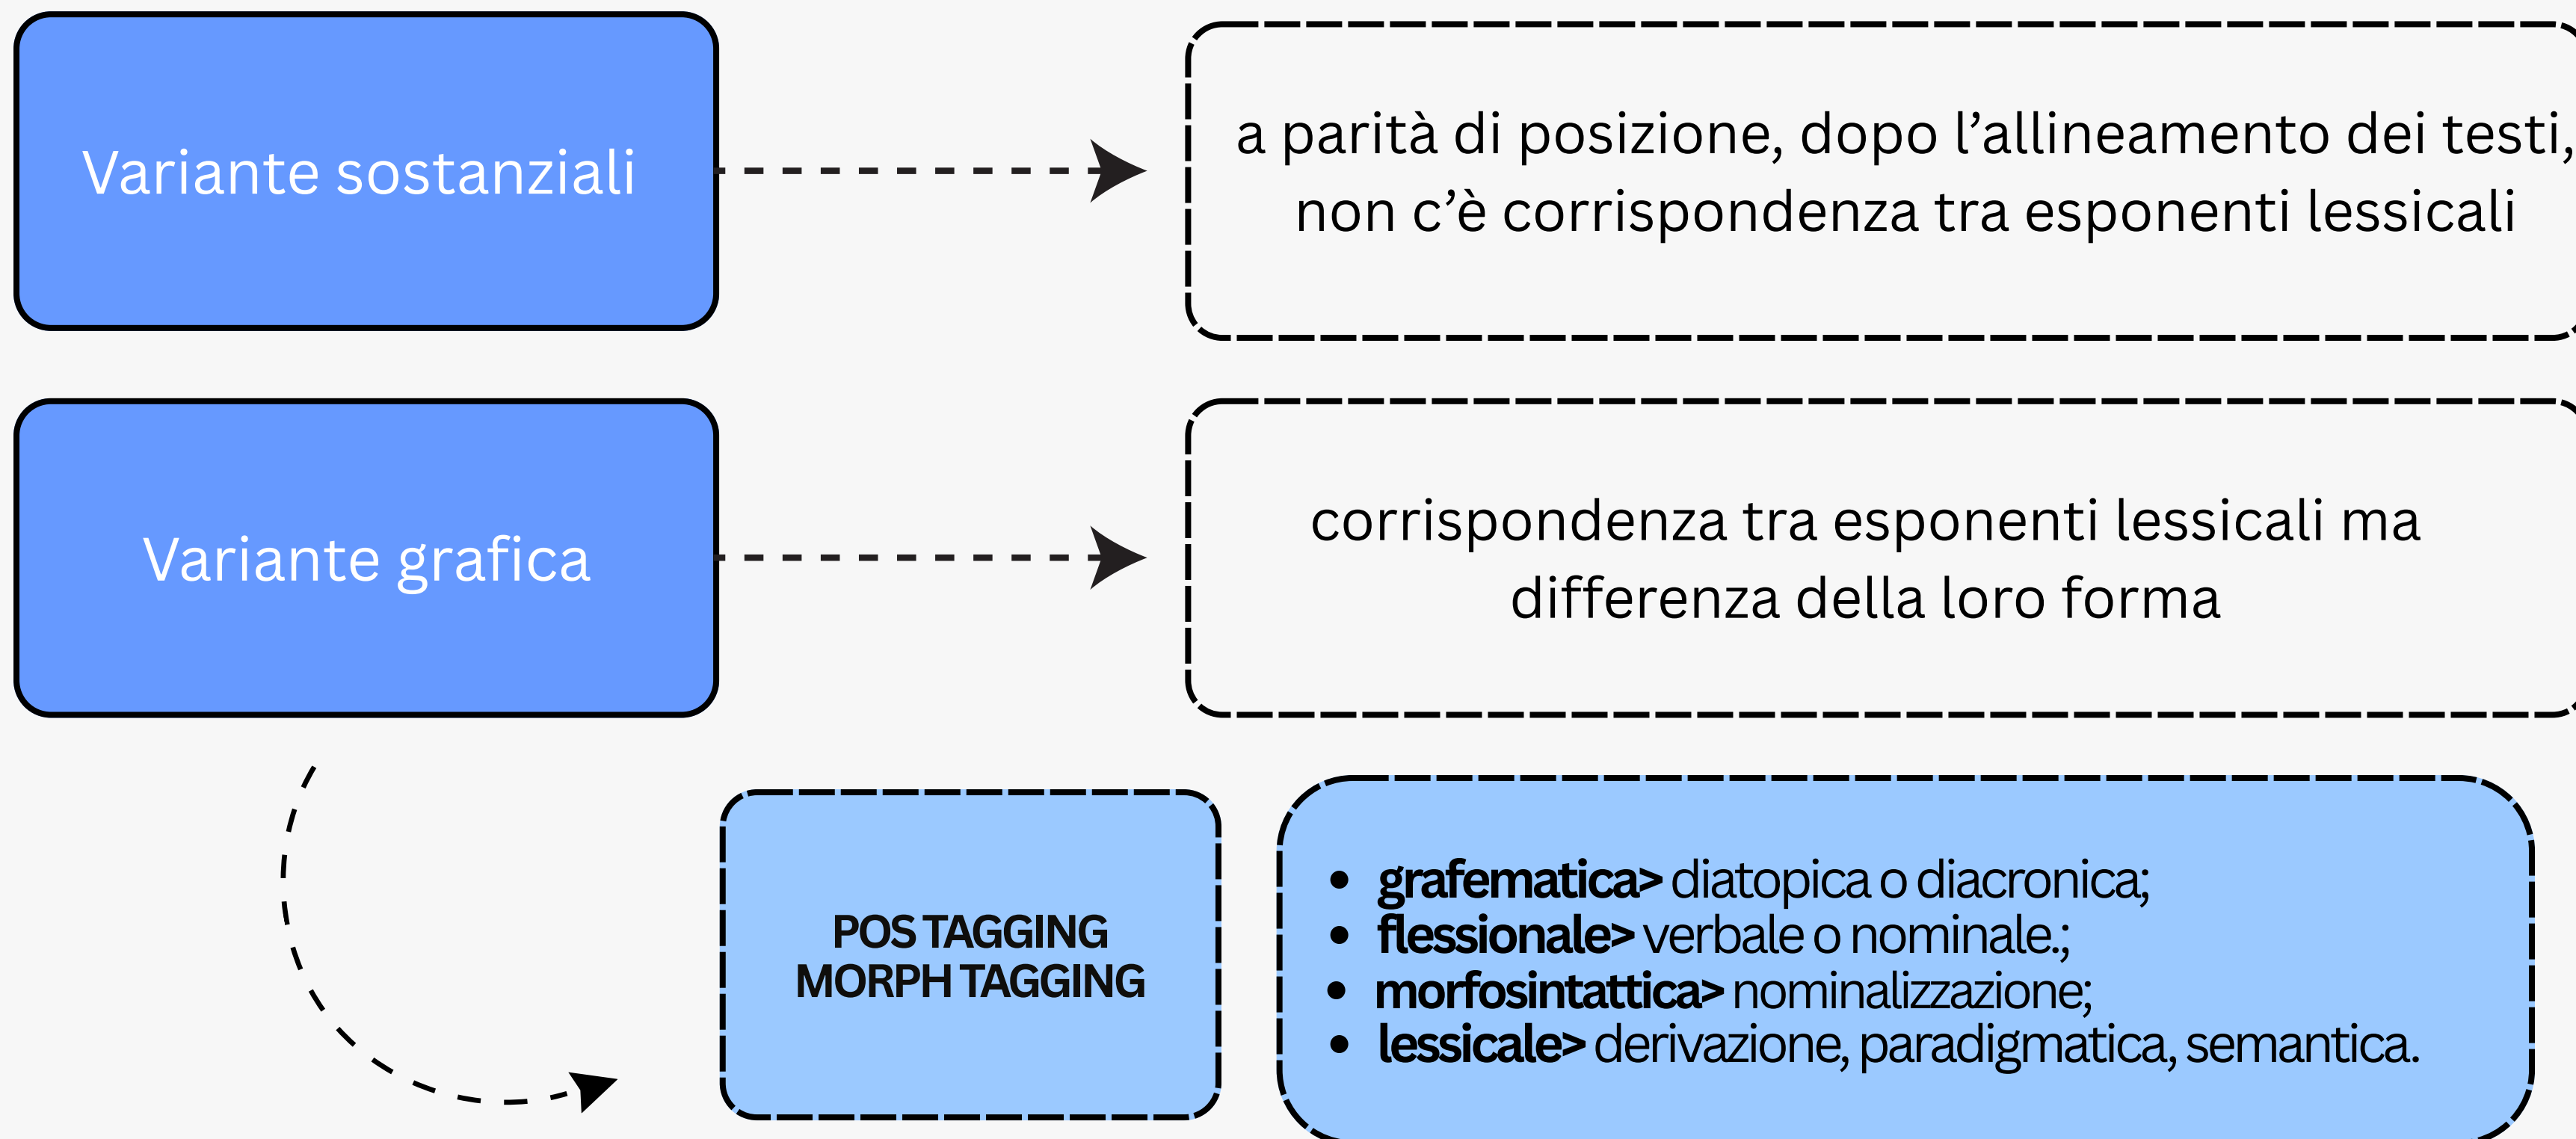 Variante sostanziali
a parità di posizione, dopo l’allineamento dei testi,
non c’è corrispondenza tra esponenti lessicali
Variante grafica
corrispondenza tra esponenti lessicali ma
differenza della loro forma
POS TAGGING
MORPH TAGGING
• grafematica> diatopica o diacronica;
• flessionale> verbale o nominale.;
• morfosintattica> nominalizzazione;
• lessicale> derivazione, paradigmatica, semantica.